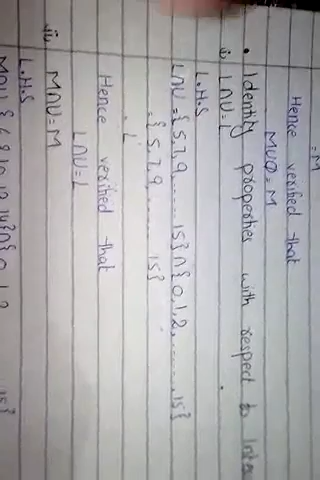 = M
Hence verified that
M∪φ = M
• Identity properties with respect to
i. L∩U = L
L.H.S
L∩U = {5,7,9,........15}∩{0,1,2,........,15}
= {5,7,9,........ 15}
= L
Hence verified that
L∩U = L
ii. M∩U = M
L.H.S